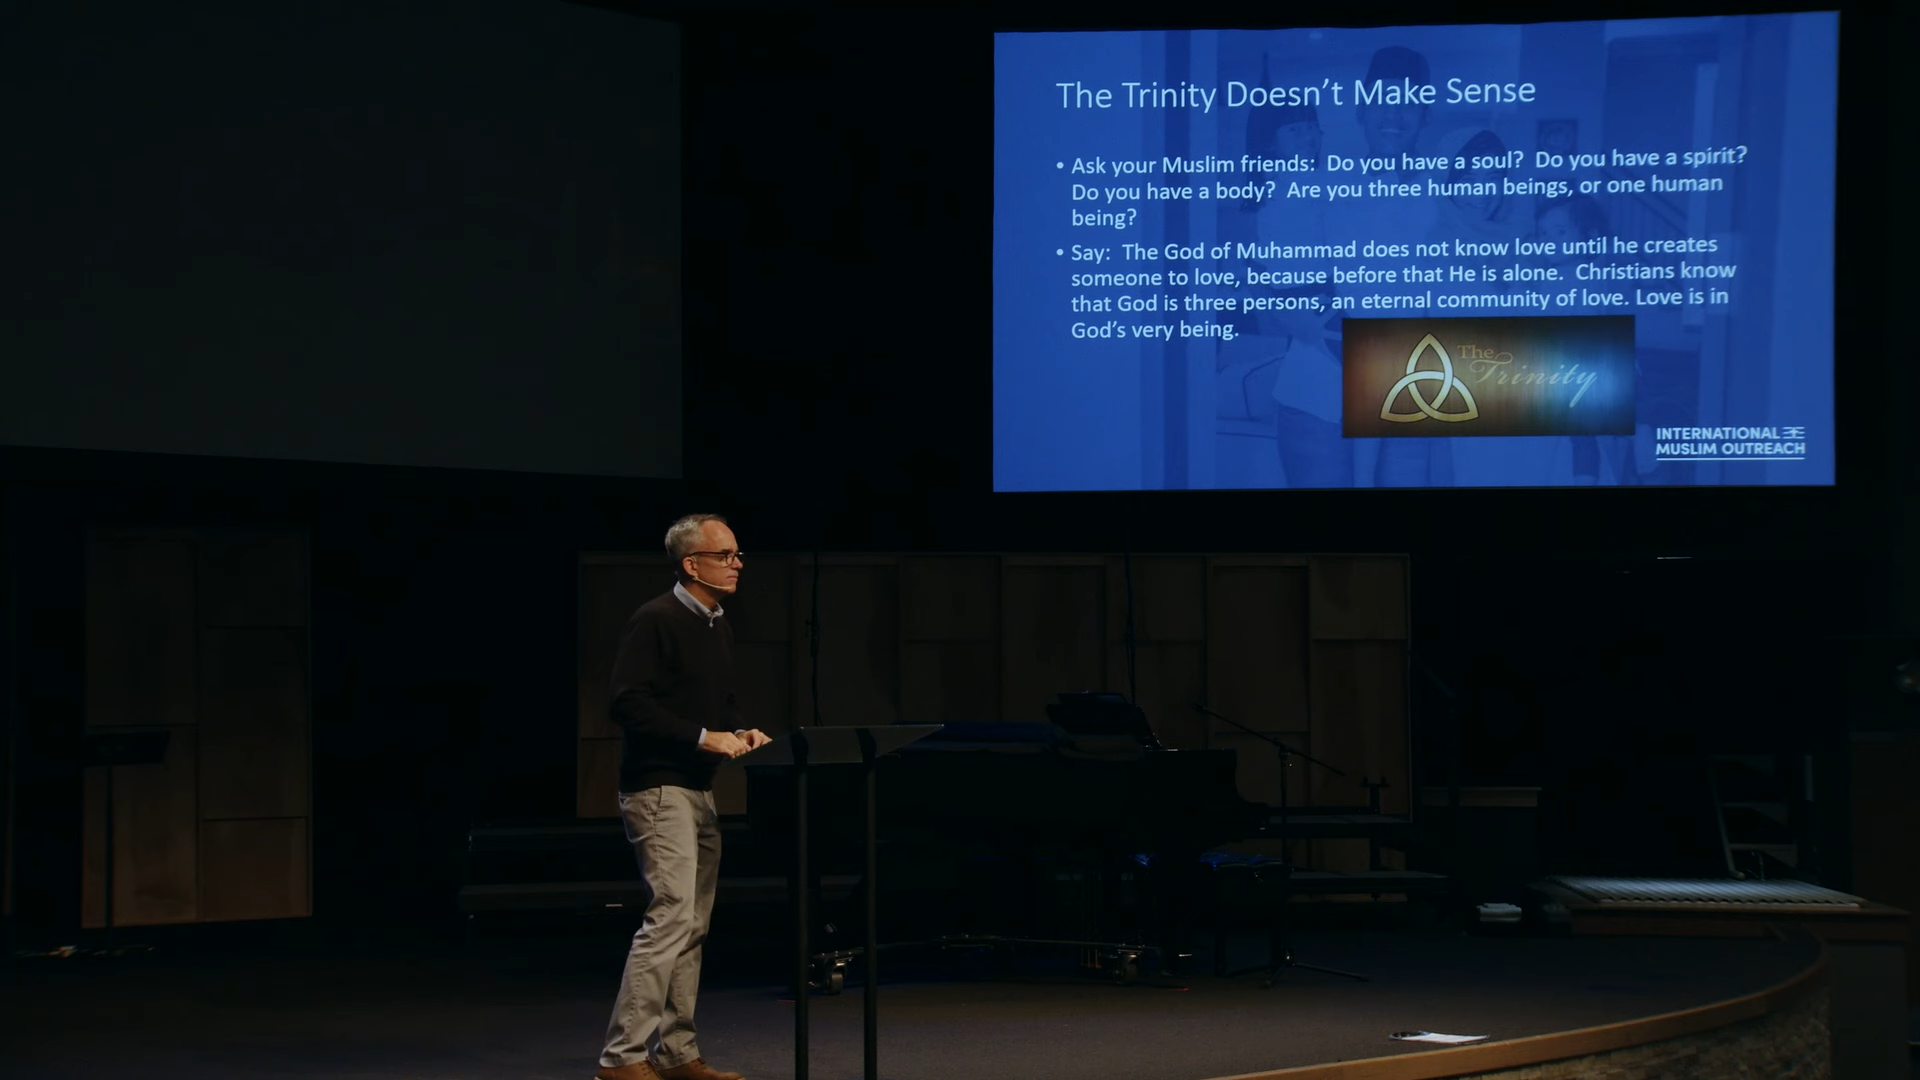 The Trinity Doesn't Make Sense
• Ask your Muslim friends:  Do you have a soul?  Do you have a spirit?
Do you have a body?  Are you three human beings, or one human
being?
• Say:  The God of Muhammad does not know love until he creates
someone to love, because before that He is alone.  Christians know
that God is three persons, an eternal community of love. Love is in
God's very being.
The
Trinity
INTERNATIONAL
MUSLIM OUTREACH